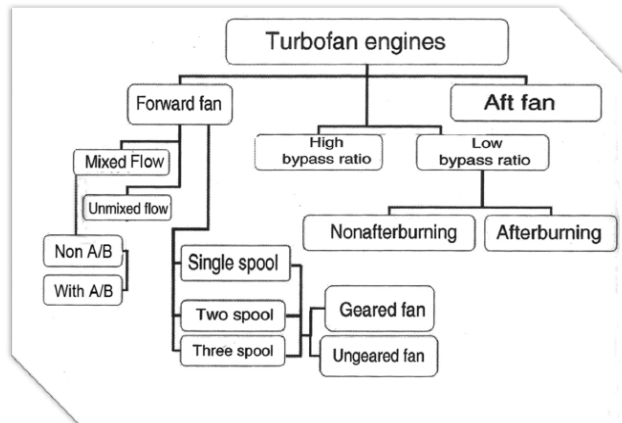 Turbofan engines
Forward fan
Aft fan
High
bypass ratio
Low
bypass ratio
Mixed Flow
Unmixed flow
Nonafterburning
Afterburning
Non A/B
With A/B
Single spool
Two spool
Three spool
Geared fan
Ungeared fan